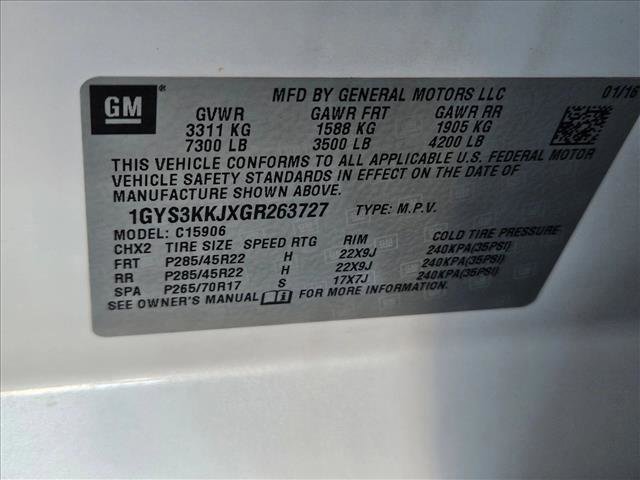 GM ® MFD BY GENERAL MOTORS LLC 01/16
GVWR GAWR FRT GAWR RR
3311 KG 1588 KG 1905 KG
7300 LB 3500 LB 4200 LB
THIS VEHICLE CONFORMS TO ALL APPLICABLE U.S. FEDERAL MOTOR
VEHICLE SAFETY STANDARDS IN EFFECT ON THE DATE OF
MANUFACTURE SHOWN ABOVE.
1GYS3KKJXGR263727 TYPE: M.P.V.
MODEL: C15906
CHX2 TIRE SIZE SPEED RTG RIM COLD TIRE PRESSURE
FRT P285/45R22 H 22X9J 240KPA(35PSI)
RR P285/45R22 H 22X9J 240KPA(35PSI)
SPA P265/70R17 S 17X7J 240KPA(35PSI)
SEE OWNER'S MANUAL FOR MORE INFORMATION.